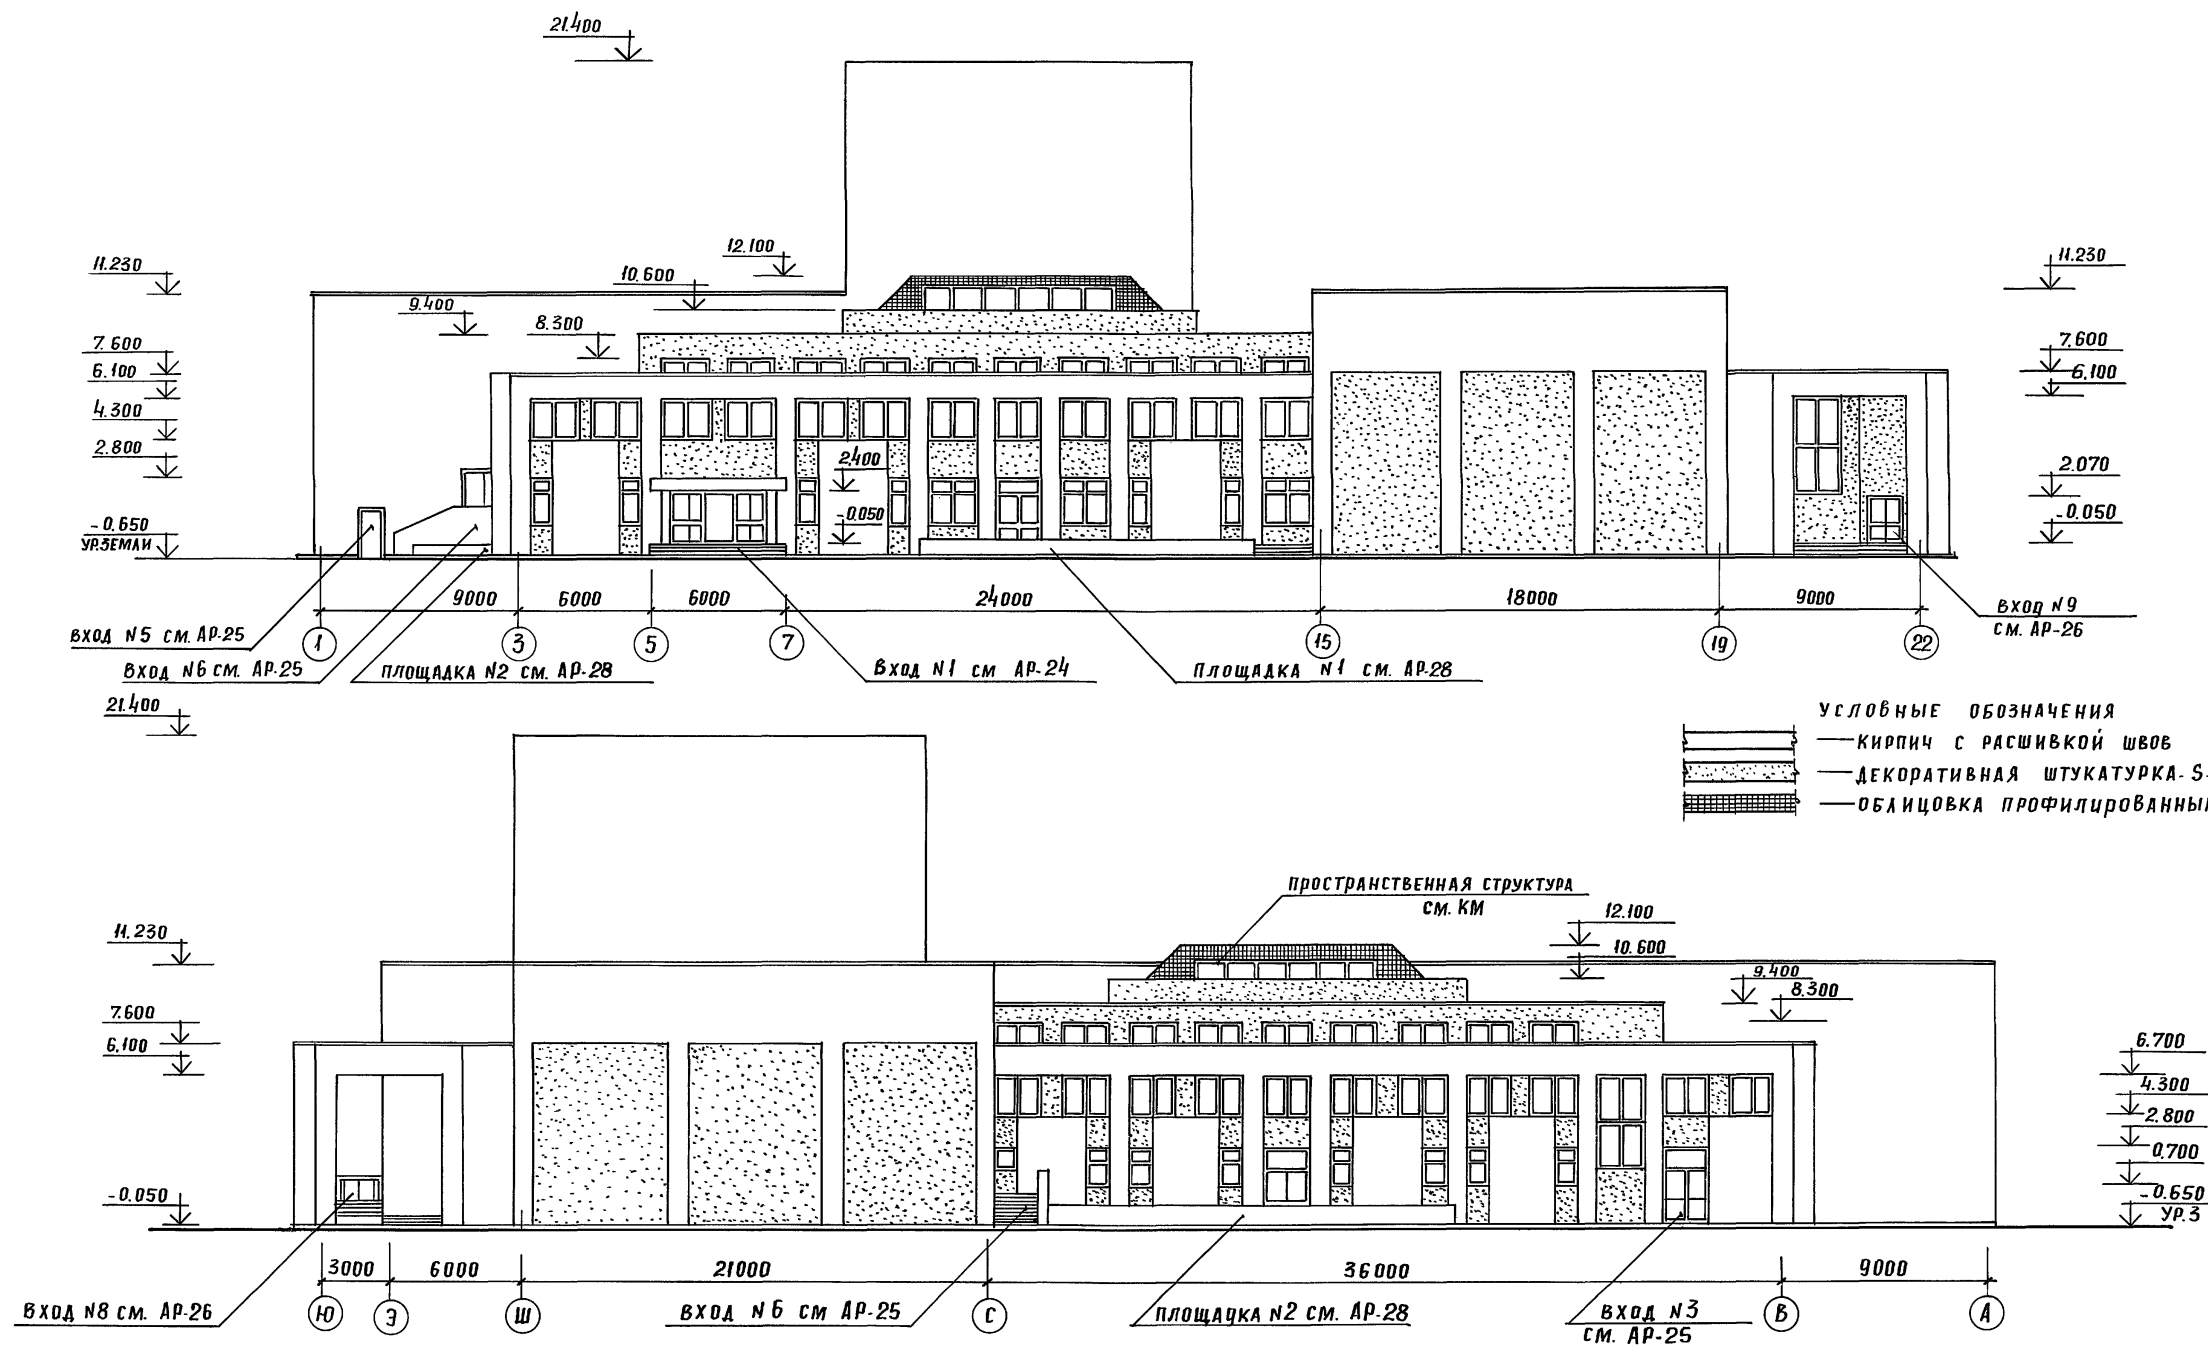 21.400
12.100
11.230
10.600
9.400
8.300
7.600
6.100
4.300
2.800
-0.650
УР.ЗЕМЛИ
2.400
-0.050
11.230
7.600
6.100
2.070
-0.050
9000 6000 6000 24000 18000 9000
1 3 5 7 15 19 22
ВХОД N5 СМ. АР-25
ВХОД N6 СМ. АР-25
ПЛОЩАДКА N2 СМ. АР-28
ВХОД N1 СМ АР-24
ПЛОЩАДКА N1 СМ. АР-28
ВХОД N9
СМ. АР-26
УСЛОВНЫЕ ОБОЗНАЧЕНИЯ
КИРПИЧ С РАСШИВКОЙ ШВОВ
ДЕКОРАТИВНАЯ ШТУКАТУРКА- S-
ОБЛИЦОВКА ПРОФИЛИРОВАННЫ
21.400
11.230
7.600
6.100
-0.050
ПРОСТРАНСТВЕННАЯ СТРУКТУРА
СМ. КМ
12.100
10.600
9.400
8.300
6.700
4.300
2.800
0.700
-0.650
УР.З
3000 6000 21000 36000 9000
Ю Э Ш С В А
ВХОД N8 СМ. АР-26
ВХОД N6 СМ АР-25
ПЛОЩАДКА N2 СМ. АР-28
ВХОД N3
СМ. АР-25